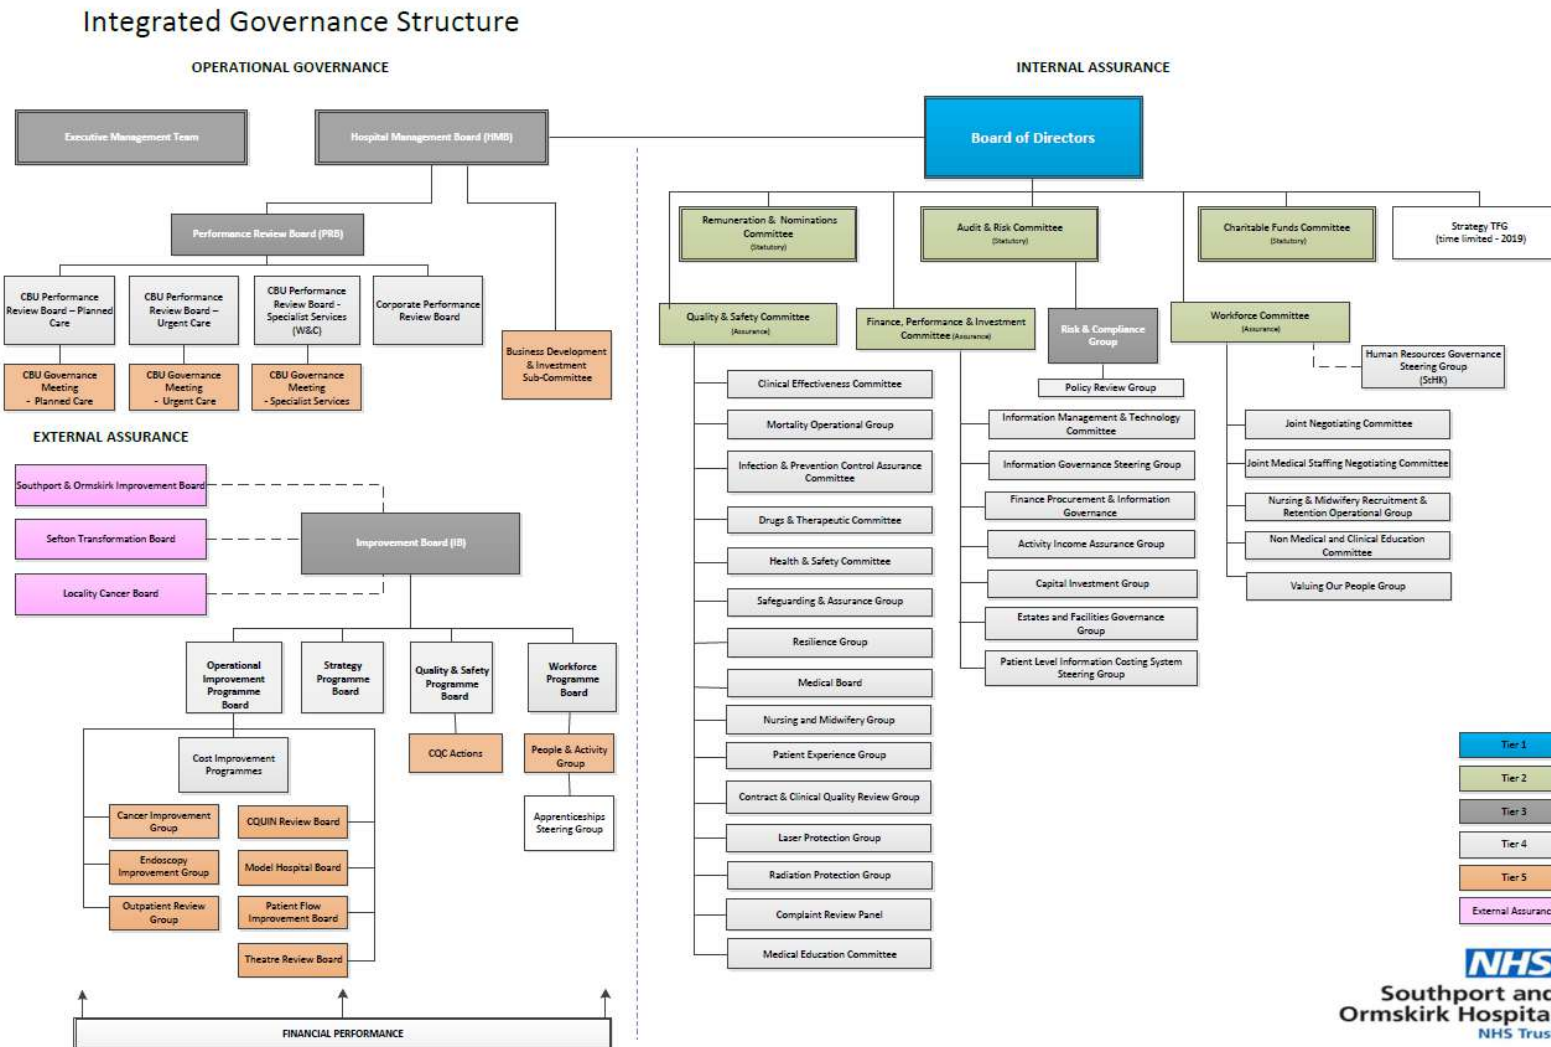 Integrated Governance Structure
OPERATIONAL GOVERNANCE
INTERNAL ASSURANCE
Executive Management Team
Hospital Management Board (HMB)
Board of Directors
Performance Review Board (PRB)
CBU Performance
Review Board – Planned
Care
CBU Performance
Review Board –
Urgent Care
CBU Performance
Review Board -
Specialist Services
(W&C)
Corporate Performance
Review Board
CBU Governance
Meeting
- Planned Care
CBU Governance
Meeting
- Urgent Care
CBU Governance
Meeting
- Specialist Services
Business Development
& Investment
Sub-Committee
EXTERNAL ASSURANCE
Southport & Ormskirk Improvement Board
Sefton Transformation Board
Locality Cancer Board
Improvement Board (IB)
Operational
Improvement
Programme
Board
Strategy
Programme
Board
Quality & Safety
Programme
Board
Workforce
Programme
Board
Cost Improvement
Programmes
CQC Actions
People & Activity
Group
Apprenticeships
Steering Group
Cancer Improvement
Group
CQUIN Review Board
Endoscopy
Improvement Group
Model Hospital Board
Outpatient Review
Group
Patient Flow
Improvement Board
Theatre Review Board
FINANCIAL PERFORMANCE
Remuneration & Nominations
Committee
(Statutory)
Audit & Risk Committee
(Statutory)
Charitable Funds Committee
(Statutory)
Strategy TFG
(time limited - 2019)
Quality & Safety Committee
(Assurance)
Finance, Performance & Investment
Committee (Assurance)
Risk & Compliance
Group
Workforce Committee
(Assurance)
Human Resources Governance
Steering Group
(StHK)
Policy Review Group
Clinical Effectiveness Committee
Mortality Operational Group
Infection & Prevention Control Assurance
Committee
Drugs & Therapeutic Committee
Health & Safety Committee
Safeguarding & Assurance Group
Resilience Group
Medical Board
Nursing and Midwifery Group
Patient Experience Group
Contract & Clinical Quality Review Group
Laser Protection Group
Radiation Protection Group
Complaint Review Panel
Medical Education Committee
Information Management & Technology
Committee
Information Governance Steering Group
Finance Procurement & Information
Governance
Activity Income Assurance Group
Capital Investment Group
Estates and Facilities Governance
Group
Patient Level Information Costing System
Steering Group
Joint Negotiating Committee
Joint Medical Staffing Negotiating Committee
Nursing & Midwifery Recruitment &
Retention Operational Group
Non Medical and Clinical Education
Committee
Valuing Our People Group
Tier 1
Tier 2
Tier 3
Tier 4
Tier 5
External Assuranc
NHS
Southport and
Ormskirk Hospita
NHS Trus